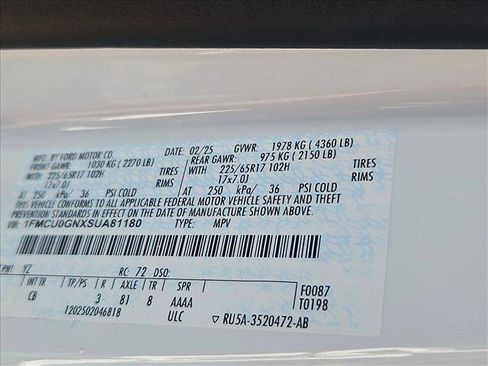 MFD. BY FORD MOTOR CO. DATE: 02/25 GVWR: 1978 KG ( 4360 LB)
FRONT GAWR: 1030 KG ( 2270 LB) REAR GAWR: 975 KG ( 2150 LB)
225/65R17 102H TIRES 225/65R17 102H TIRES
17x7.0J RIMS 17x7.0J RIMS
AT 250 kPa/ 36 PSI COLD AT 250 kPa/ 36 PSI COLD
THIS VEHICLE CONFORMS TO ALL APPLICABLE FEDERAL MOTOR VEHICLE SAFETY AND THEFT
PREVENTION STANDARDS IN EFFECT ON THE DATE OF MANUFACTURE SHOWN ABOVE.
VIN: 1FMCU0GNXSUA81180 TYPE: MPV
EXT PNT: YZ RC: 72 DSO:
INT TR TP/PS R AXLE TR SPR F0087
CB 3 81 8 AAAA T0198
1202502046818 ULC ▽ RU5A-3520472-AB